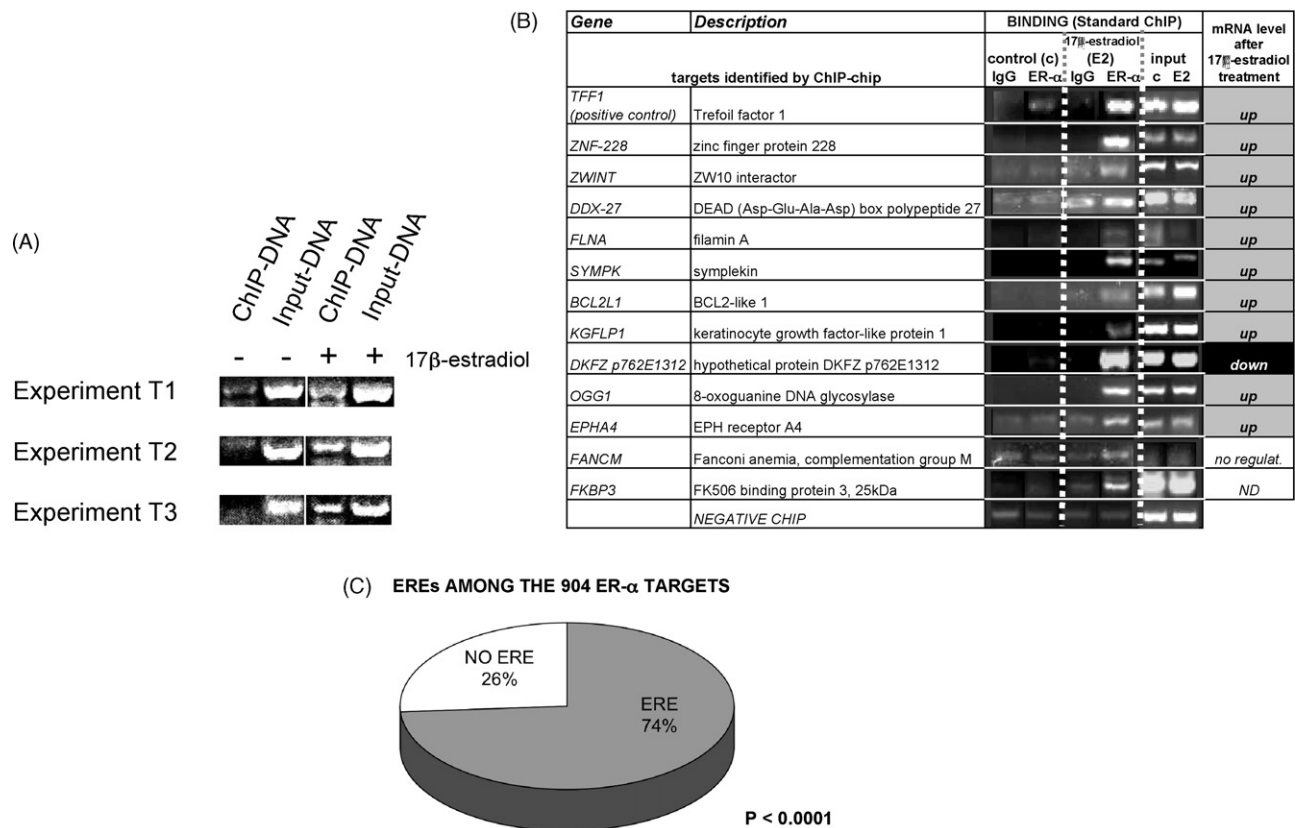 (A)
ChIP-DNA
Input-DNA
ChIP-DNA
Input-DNA
- - + + 17β-estradiol
Experiment T1
Experiment T2
Experiment T3
(B)
Gene Description BINDING (Standard ChIP) mRNA level
after
17-estradiol
treatment
targets identified by ChIP-chip
control (c) 17-estradiol
(E2) input
IgG ER-α IgG ER-α c E2
TFF1
(positive control) Trefoil factor 1 up
ZNF-228 zinc finger protein 228 up
ZWINT ZW10 interactor up
DDX-27 DEAD (Asp-Glu-Ala-Asp) box polypeptide 27 up
FLNA filamin A up
SYMPK symplekin up
BCL2L1 BCL2-like 1 up
KGFLP1 keratinocyte growth factor-like protein 1 up
DKFZ p762E1312 hypothetical protein DKFZ p762E1312 down
OGG1 8-oxoguanine DNA glycosylase up
EPHA4 EPH receptor A4 up
FANCM Fanconi anemia, complementation group M no regulat.
FKBP3 FK506 binding protein 3, 25kDa ND
NEGATIVE CHIP
(C) EREs AMONG THE 904 ER-α TARGETS
NO ERE
26%
ERE
74%
P < 0.0001